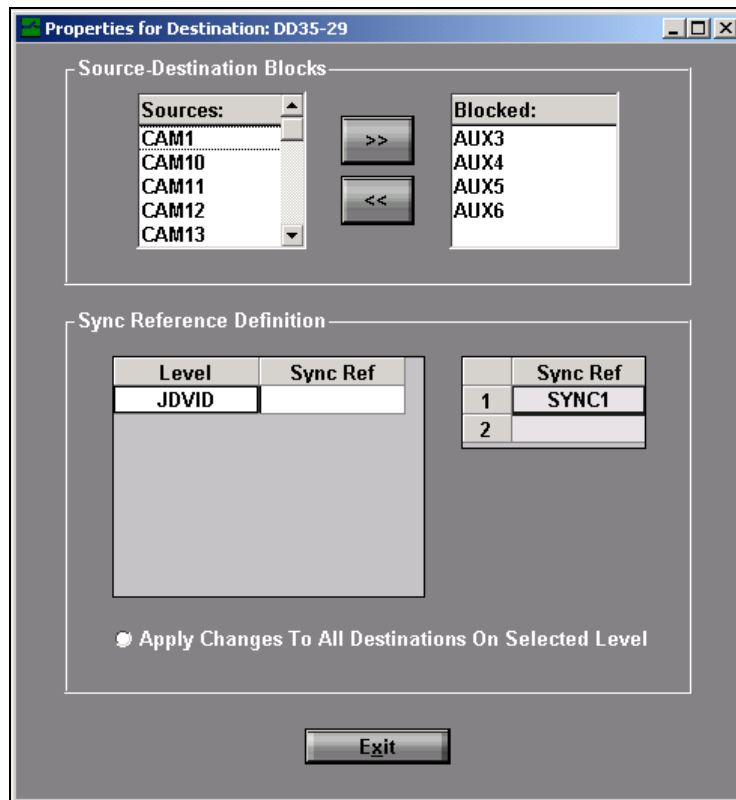 Properties for Destination: DD35-29
Source-Destination Blocks
Sources:
CAM1
CAM10
CAM11
CAM12
CAM13
>>
<<
Blocked:
AUX3
AUX4
AUX5
AUX6
Sync Reference Definition
Level Sync Ref
JDVID
Sync Ref
1 SYNC1
2
Apply Changes To All Destinations On Selected Level
Exit